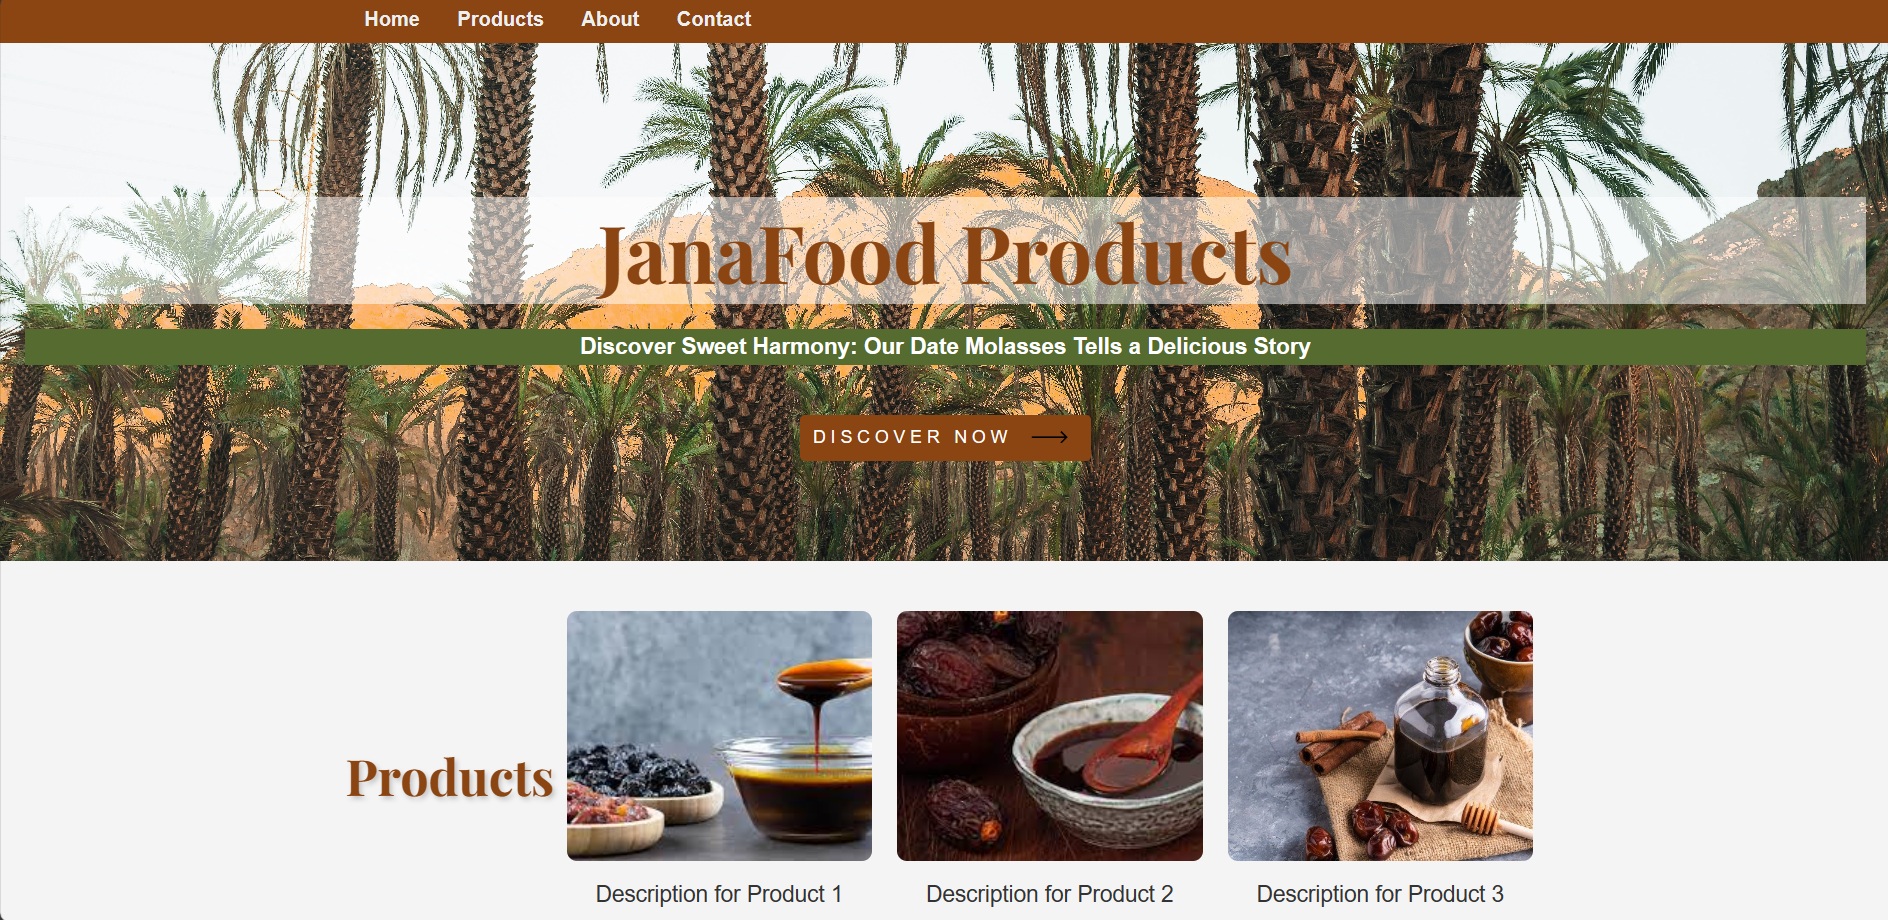 Home Products About Contact
JanaFood Products
Discover Sweet Harmony: Our Date Molasses Tells a Delicious Story
DISCOVER NOW
Products
Description for Product 1
Description for Product 2
Description for Product 3